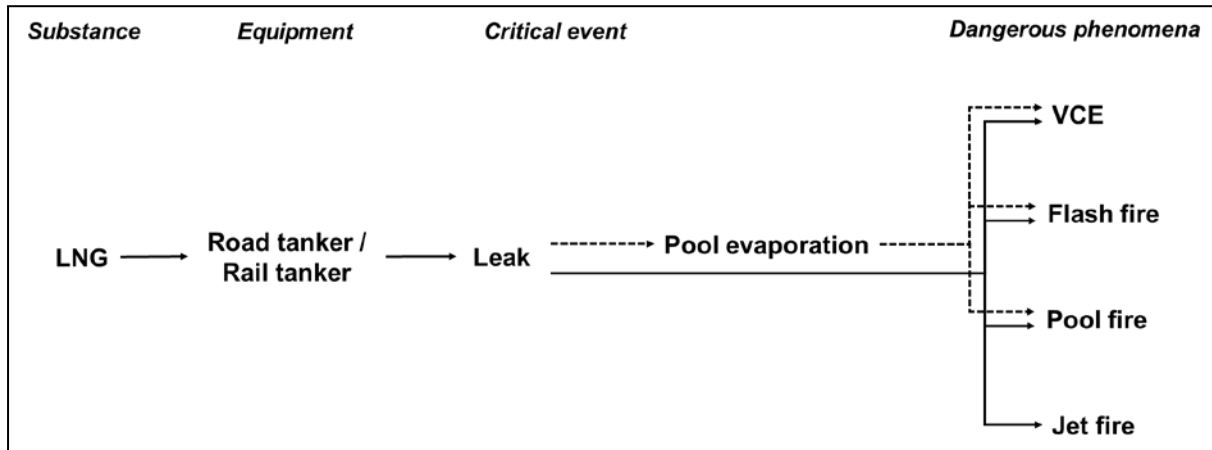 Substance Equipment Critical event Dangerous phenomena
VCE
Flash fire
LNG Road tanker / Rail tanker Leak Pool evaporation
Pool fire
Jet fire